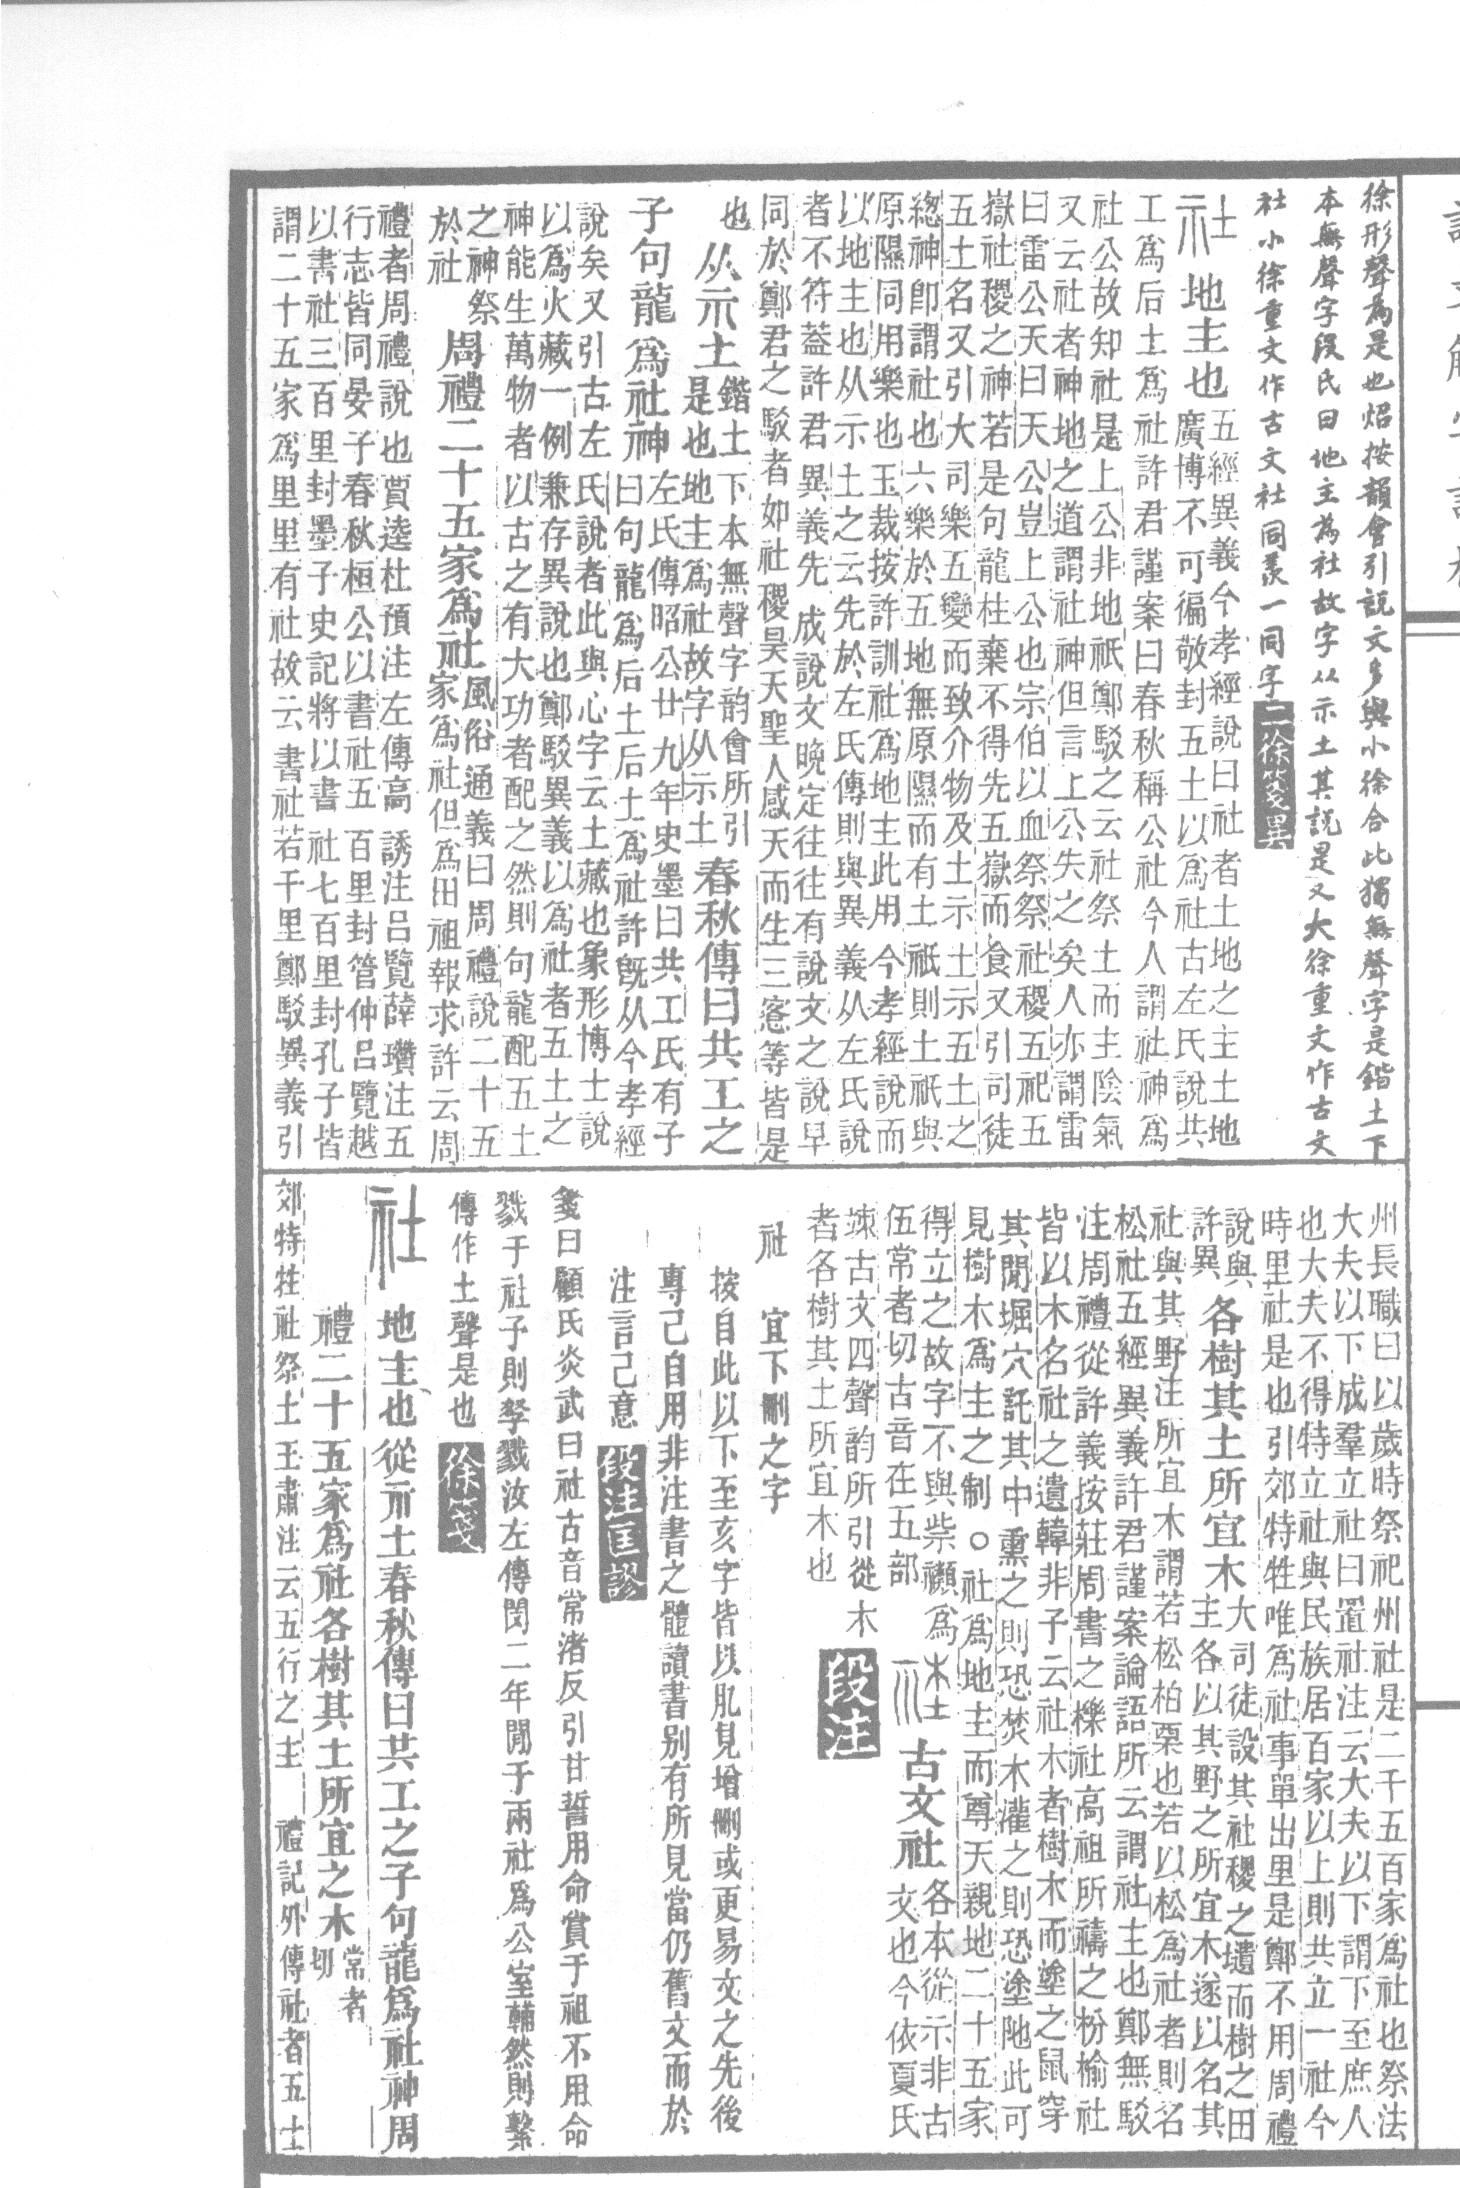 徐形聲為是也炤按韻會引說文多與小徐合此獨無聲字是鍇土下
本無聲字段氏曰地主為社故字从示土其說是又大徐重文作古文
社小徐重文作古文社同羨一同字 二徐箋異
社 地主也 五經異義今孝經說曰社者土地之主土地
廣博不可徧敬封五土以爲社古左氏說共
工爲后土爲社許君謹案曰春秋稱公社今人謂社神爲
社公故知社是上公非地祇鄭駁之云社祭土而主陰氣
又云社者神地之道謂社神但言上公失之矣人亦謂雷
曰雷公天曰天公豈上公也宗伯以血祭祭社稷五祀五
嶽社稷之神若是句龍柱棄不得先五嶽而食又引司徒
五土名又引大司樂五變而致介物及土示土示五土之
總神卽謂社也六樂於五地無原隰而有土祇則土祇與
原隰同用樂也玉裁按許訓社爲地主此用今孝經說而
以地主也从示土之云先於左氏傳則與異義从左氏說
者不符蓋許君異義先成說文晚定往往有說文之說早
同於鄭君之駁者如社稷昊天聖人感天而生三窓等皆是
也 从示土 鍇土下本無聲字韵會所引
是也地主爲社故字从示土 春秋傳曰共工之
子句龍爲社神 左氏傳昭公廿九年史墨曰共工氏有子
曰句龍爲后土后土爲社許旣从今孝經
說矣又引古左氏說者此與心字云土藏也象形博士說
以爲火藏一例兼存異說也鄭駁異義以爲社者五土之
神能生萬物者以古之有大功者配之然則句龍配五土
之神祭
於社 周禮二十五家爲社 風俗通義曰周禮說二十五
家爲社但爲田祖報求許云周
禮者周禮說也賈逵杜預注左傳高誘注呂覽薛瓚注五
行志皆同晏子春秋桓公以書社五百里封管仲呂覽越
以書社三百里封墨子史記將以書社七百里封孔子皆
謂二十五家爲里里有社故云書社若干里鄭駁異義引
州長職曰以歲時祭祀州社是二千五百家爲社也祭法
大夫以下成羣立社曰置社注云大夫以下謂下至庶人
也大夫不得特立社與民族居百家以上則共立一社今
時里社是也引郊特牲唯爲社事單出里是鄭不用周禮
說與
許異 各樹其土所宜木 大司徒設其社稷之壝而樹之田
主各以其野之所宜木遂以名其
社與其野注所宜木謂若松柏栗也若以松爲社者則名
松社五經異義許君謹案論語所云謂社主也鄭無駁
注周禮從許義按莊周書之櫟社高祖所禱之枌榆社
皆以木名社之遺韓非子云社木者樹木而塗之鼠穿
其閒堀穴託其中熏之則恐焚木灌之則恐塗阤此可
見樹木爲主之制。社爲地主而尊天親地二十五家
得立之故字不與祡禷爲
伍常者切古音在五部 𥙭 古文社 各本從示非古
文也今依夏氏
竦古文四聲韵所引從木
者各樹其土所宜木也 段注
社 宜下刪之字
按自此以下至亥字皆以肊見增刪或更易文之先後
專己自用非注書之體讀書別有所見當仍舊文而於
注言己意 段注匡謬
箋曰顧氏炎武曰社古音常渚反引甘誓用命賞于祖不用命
戮于社予則孥戮汝左傳閔二年閒于兩社爲公室輔然則繫
傳作土聲是也 徐箋
社 地主也從示土春秋傳曰共工之子句龍爲社神周
禮二十五家爲社各樹其土所宜之木 常者
切
郊特牲社祭土王肅注云五行之主 禮記外傳社者五土